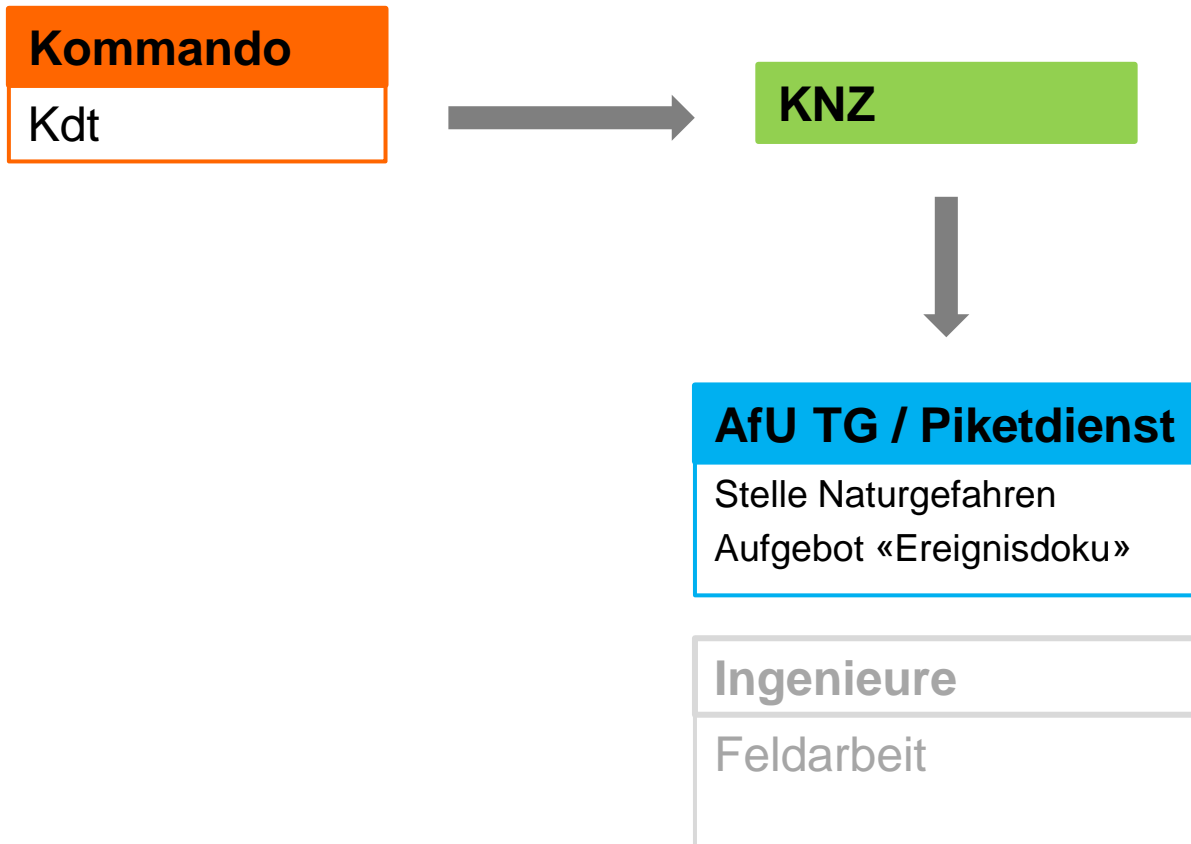 Kommando
Kdt
KNZ
AfU TG / Piketdienst
Stelle Naturgefahren
Aufgebot «Ereignisdoku»
Ingenieure
Feldarbeit